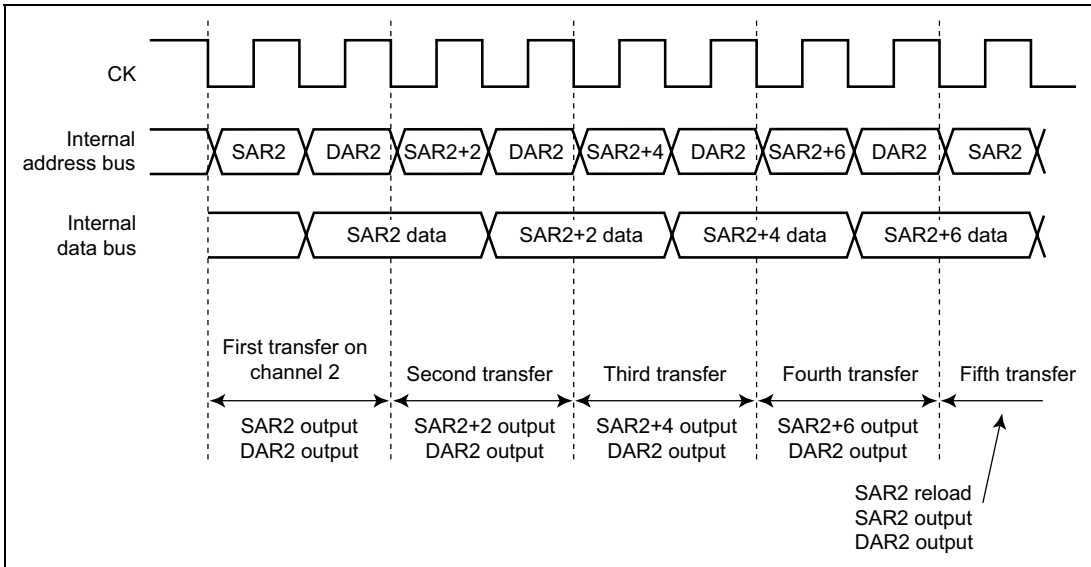 CK
Internal
address bus
SAR2 DAR2 SAR2+2 DAR2 SAR2+4 DAR2 SAR2+6 DAR2 SAR2
Internal
data bus
SAR2 data SAR2+2 data SAR2+4 data SAR2+6 data
First transfer on
channel 2
Second transfer Third transfer Fourth transfer Fifth transfer
SAR2 output
DAR2 output
SAR2+2 output
DAR2 output
SAR2+4 output
DAR2 output
SAR2+6 output
DAR2 output
SAR2 reload
SAR2 output
DAR2 output